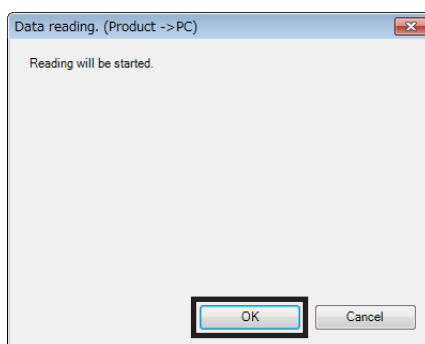 Data reading. (Product ->PC)
Reading will be started.
OK
Cancel